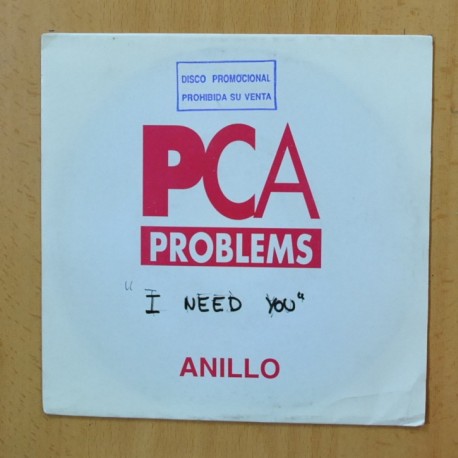 DISCO PROMOCIONAL
PROHIBIDA SU VENTA
PCA
PROBLEMS
"I NEED YOU"
ANILLO